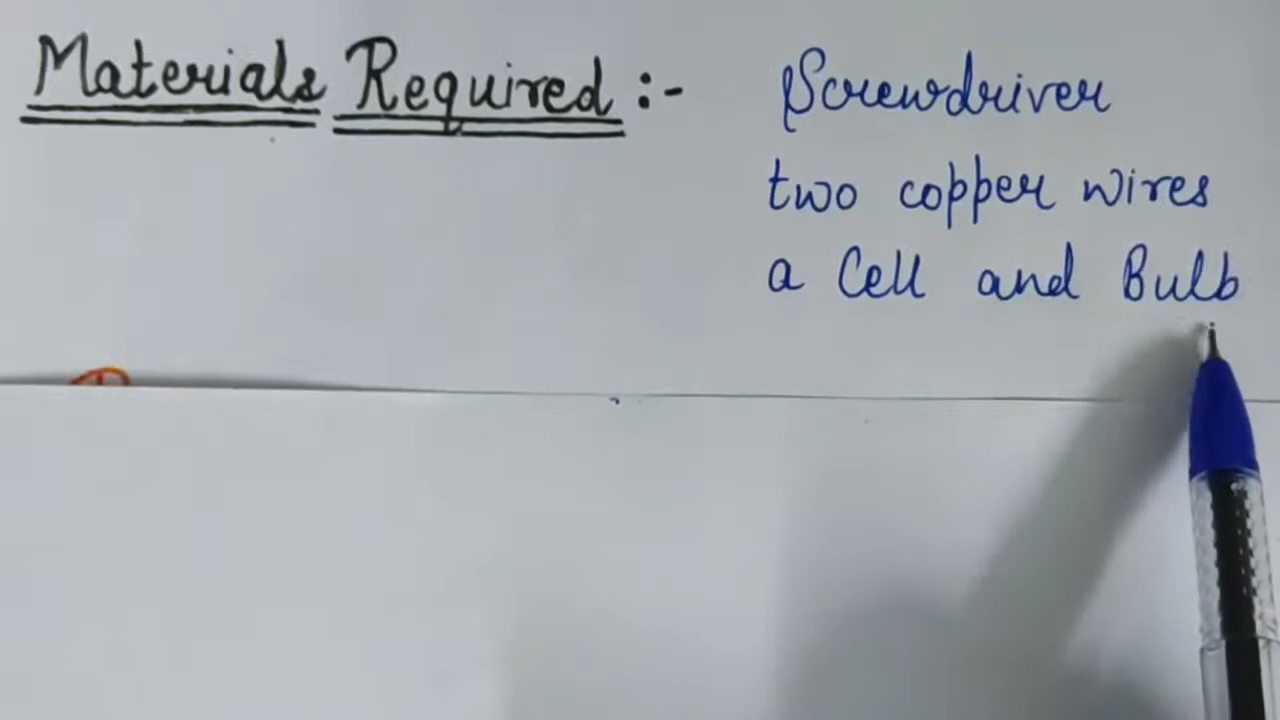 Materials Required :-
Screwdriver
two copper wires
a Cell and Bulb